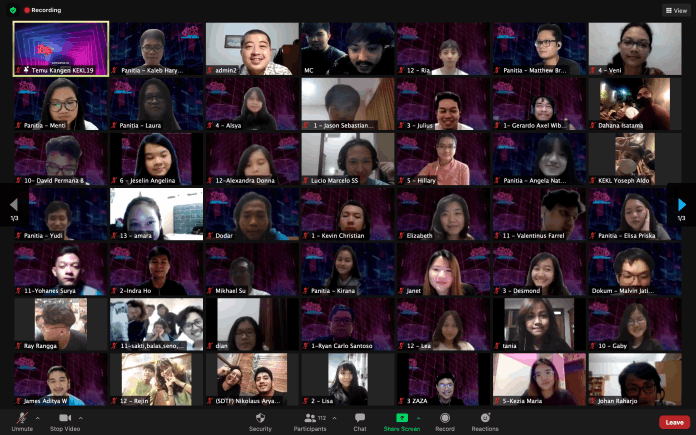 Recording
View
Temu Kangen KEKL19
Panitia - Kaleb Hary...
admin2
MC
12 - Ria
Panitia - Matthew Br...
4 - Veni
Panitia - Menti
Panitia - Laura
4 - Alsya
1 - Jason Sebastian...
3 - Julius
1- Gerardo Axel Wib...
Dahana Isatama
10- David Permana B
6 - Jeselin Angelina
12-Alexandra Donna
Lucio Marcelo SS
5 - Hillary
Panitia - Angela Nat...
KEKL Yoseph Aldo
1/3
1/3
Panitia - Yudi
13 - amara
Dodar
1 - Kevin Christian
Elizabeth
11 - Valentinus Farrel
Panitia - Elisa Priska
11-Yohanes Surya
2-Indra Ho
Mikhael Su
Panitia - Kirana
Janet
3 - Desmond
Dokum - Malvin Jati...
Ray Rangga
11-sakti,balas,seno,...
dian
1-Ryan Carlo Santoso
12 - Lea
tania
10 - Gaby
James Aditya W
12 - Rejin
(SDTF) Nikolaus Arya...
2 - Lisa
3 ZAZA
5-Kezia Maria
Johan Raharjo
Unmute
Stop Video
Security
Participants
112
Chat
Share Screen
Record
Reactions
Leave